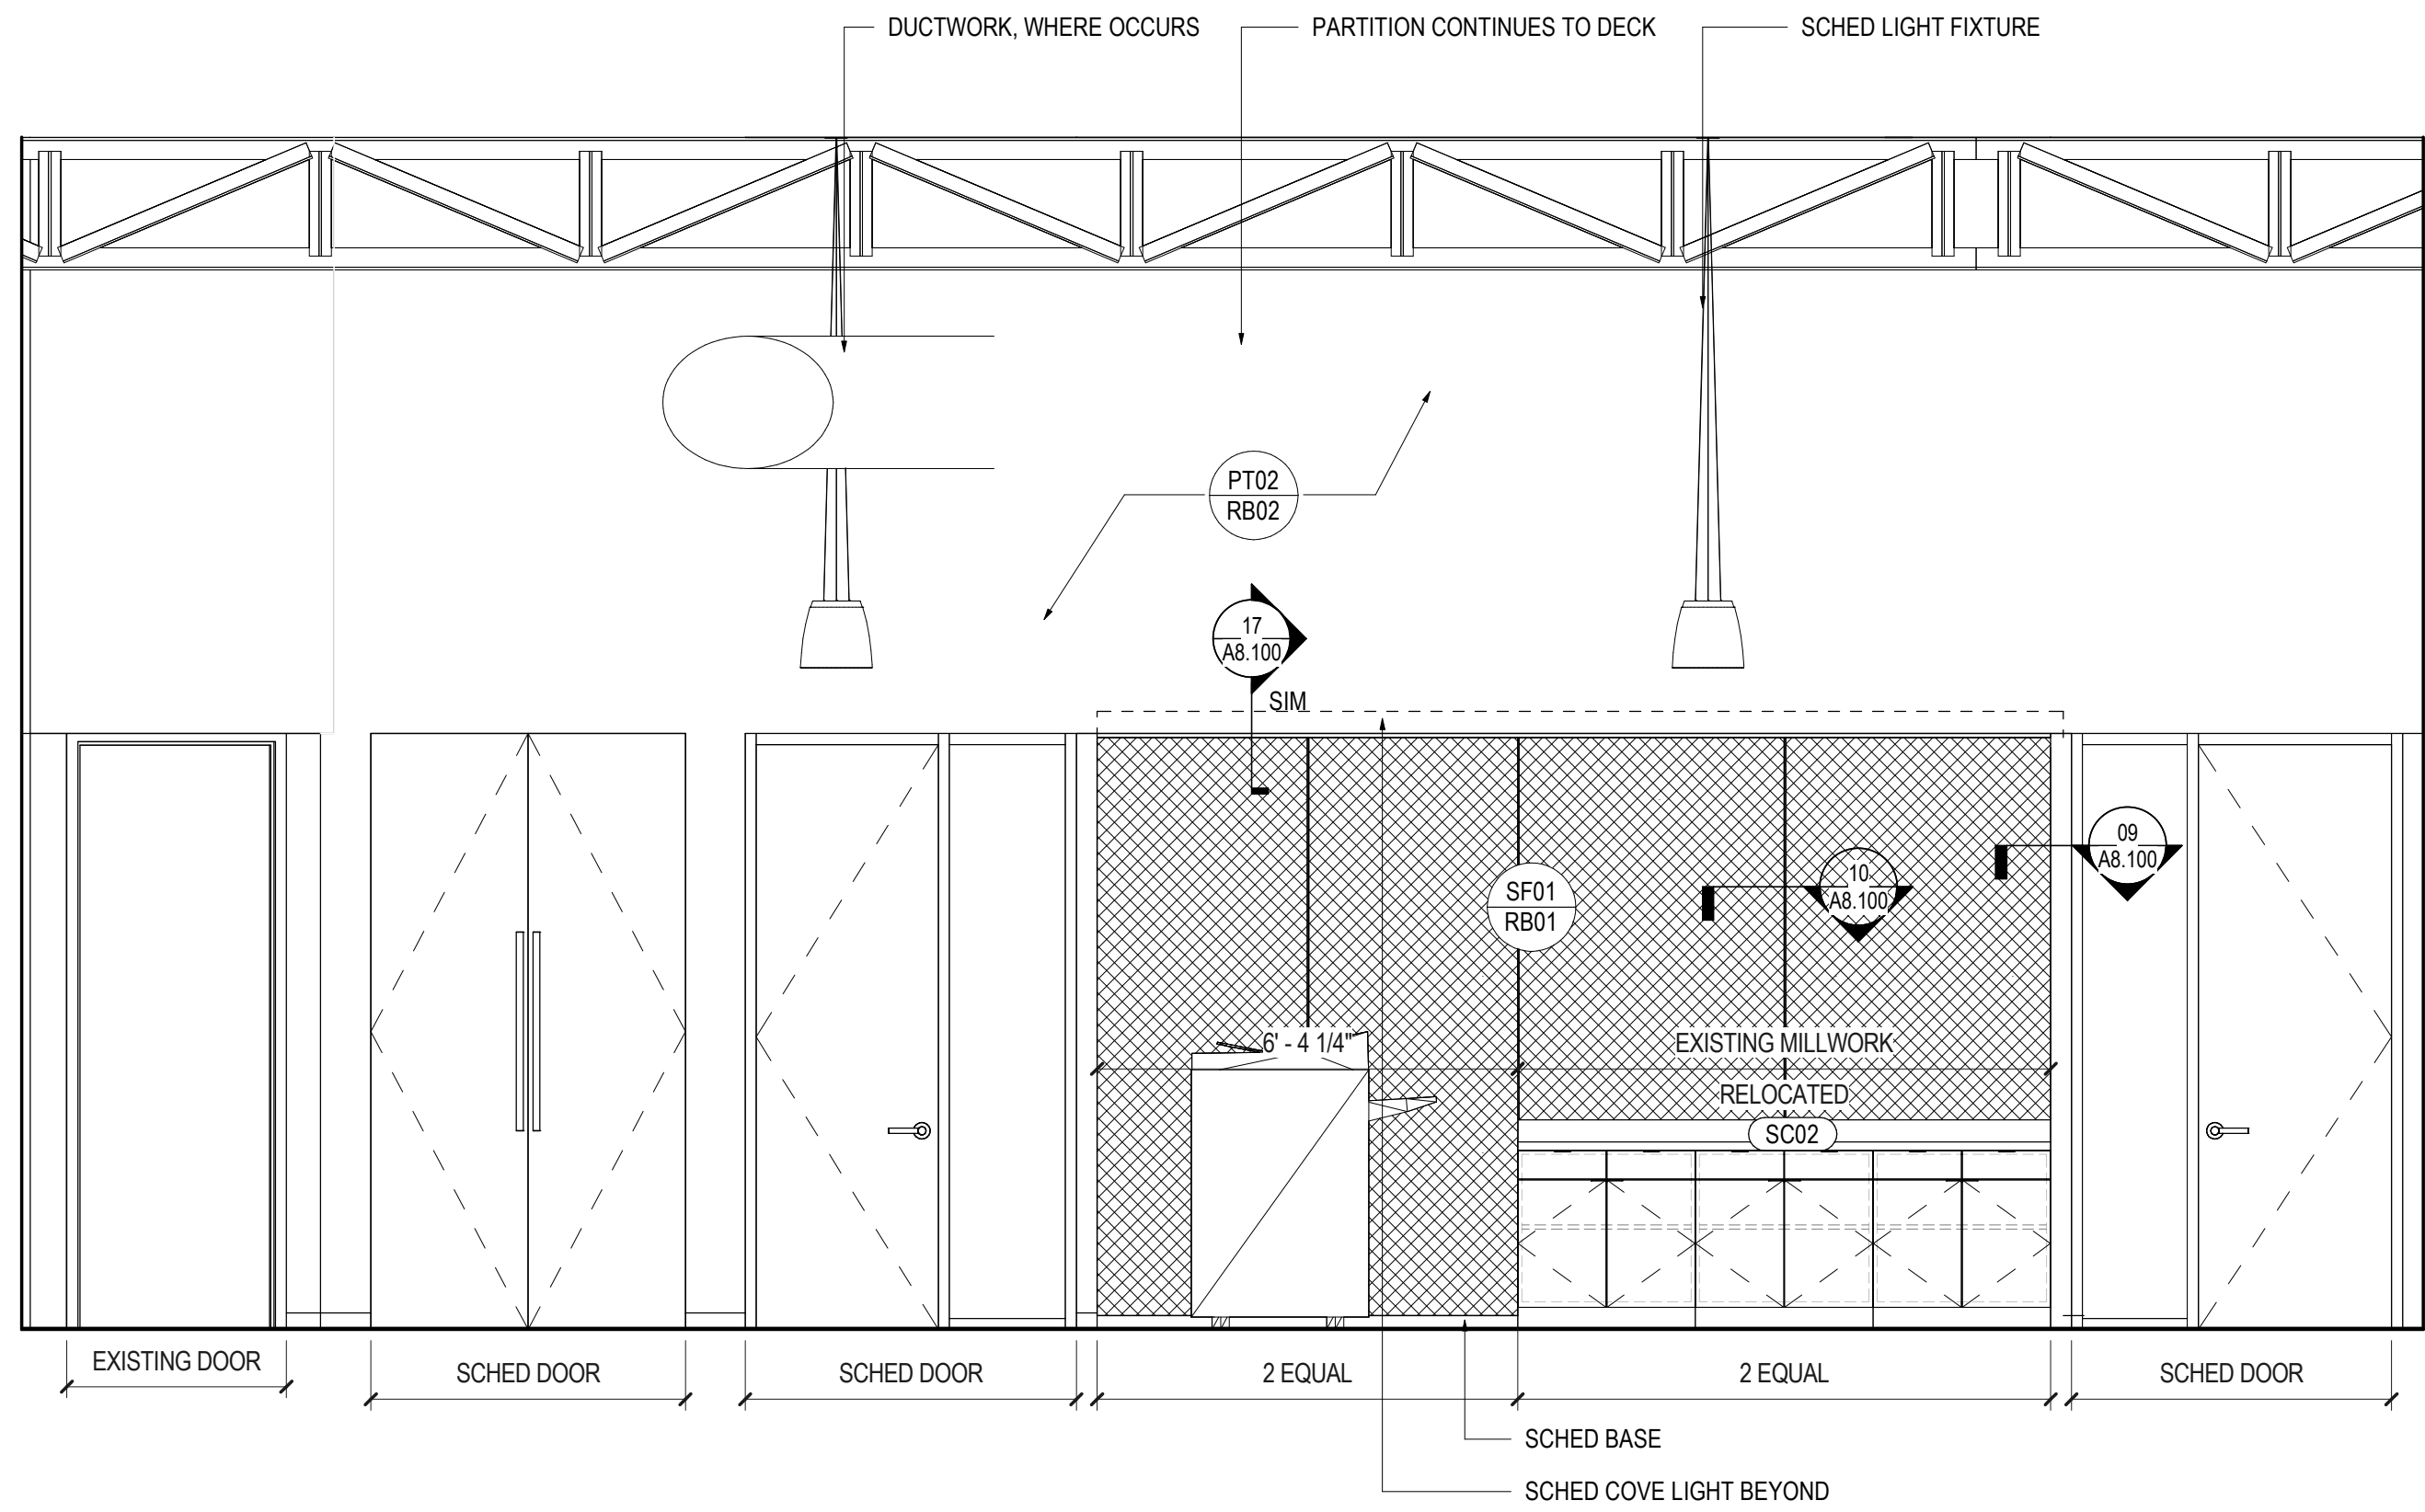 DUCTWORK, WHERE OCCURS
PARTITION CONTINUES TO DECK
SCHED LIGHT FIXTURE
PT02
RB02
17
A8.100
SIM
09
A8.100
10
A8.100
SF01
RB01
6' - 4 1/4"
EXISTING MILLWORK
RELOCATED
SC02
EXISTING DOOR
SCHED DOOR
SCHED DOOR
2 EQUAL
2 EQUAL
SCHED DOOR
SCHED BASE
SCHED COVE LIGHT BEYOND